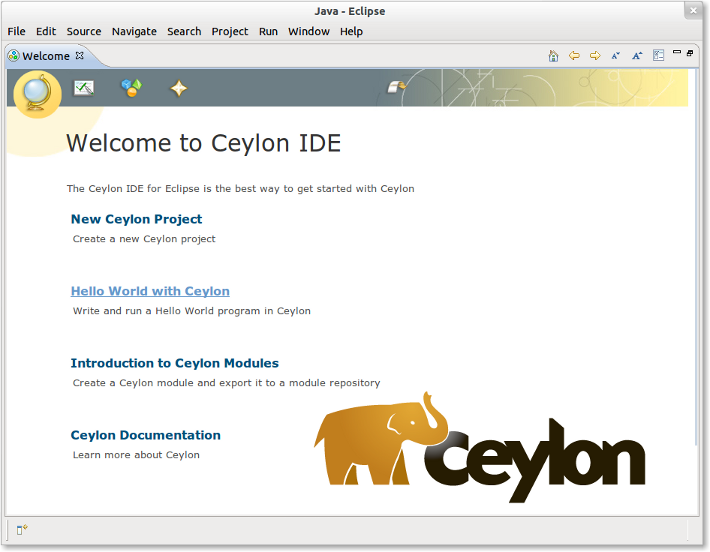 Java - Eclipse
File Edit Source Navigate Search Project Run Window Help
Welcome
Welcome to Ceylon IDE
The Ceylon IDE for Eclipse is the best way to get started with Ceylon
New Ceylon Project
Create a new Ceylon project
Hello World with Ceylon
Write and run a Hello World program in Ceylon
Introduction to Ceylon Modules
Create a Ceylon module and export it to a module repository
Ceylon Documentation
Learn more about Ceylon
ceylon